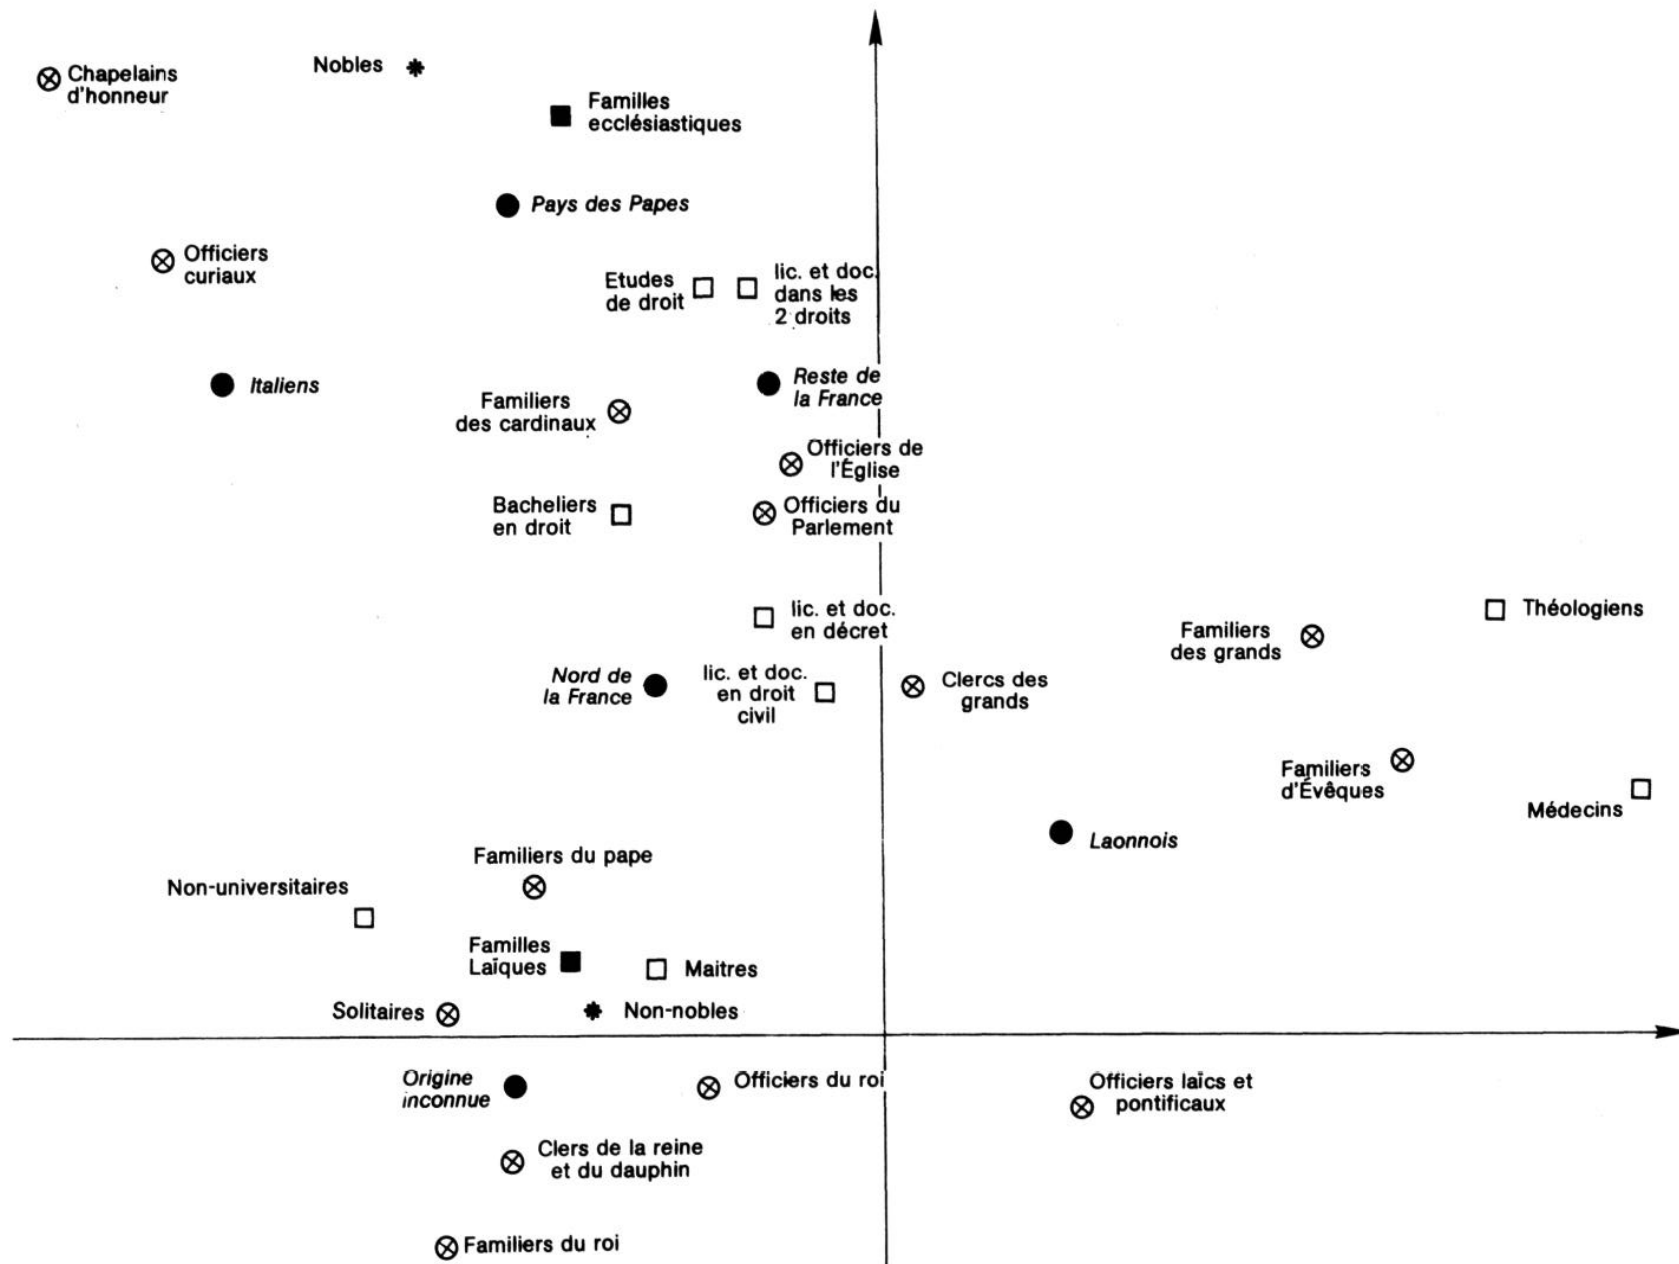 Chapelains
d'honneur
Nobles
Familles
ecclésiastiques
Pays des Papes
Officiers
curiaux
Etudes
de droit
lic. et doc.
dans les
2 droits
Italiens
Familiers
des cardinaux
Reste de
la France
Officiers de
l'Église
Bacheliers
en droit
Officiers du
Parlement
lic. et doc.
en décret
Théologiens
Familiers
des grands
Nord de
la France
lic. et doc.
en droit
civil
Clercs des
grands
Familiers
d'Évêques
Médecins
Laonnois
Familiers du pape
Non-universitaires
Familles
Laïques
Maitres
Solitaires
Non-nobles
Origine
inconnue
Officiers du roi
Officiers laïcs et
pontificaux
Clers de la reine
et du dauphin
Familiers du roi